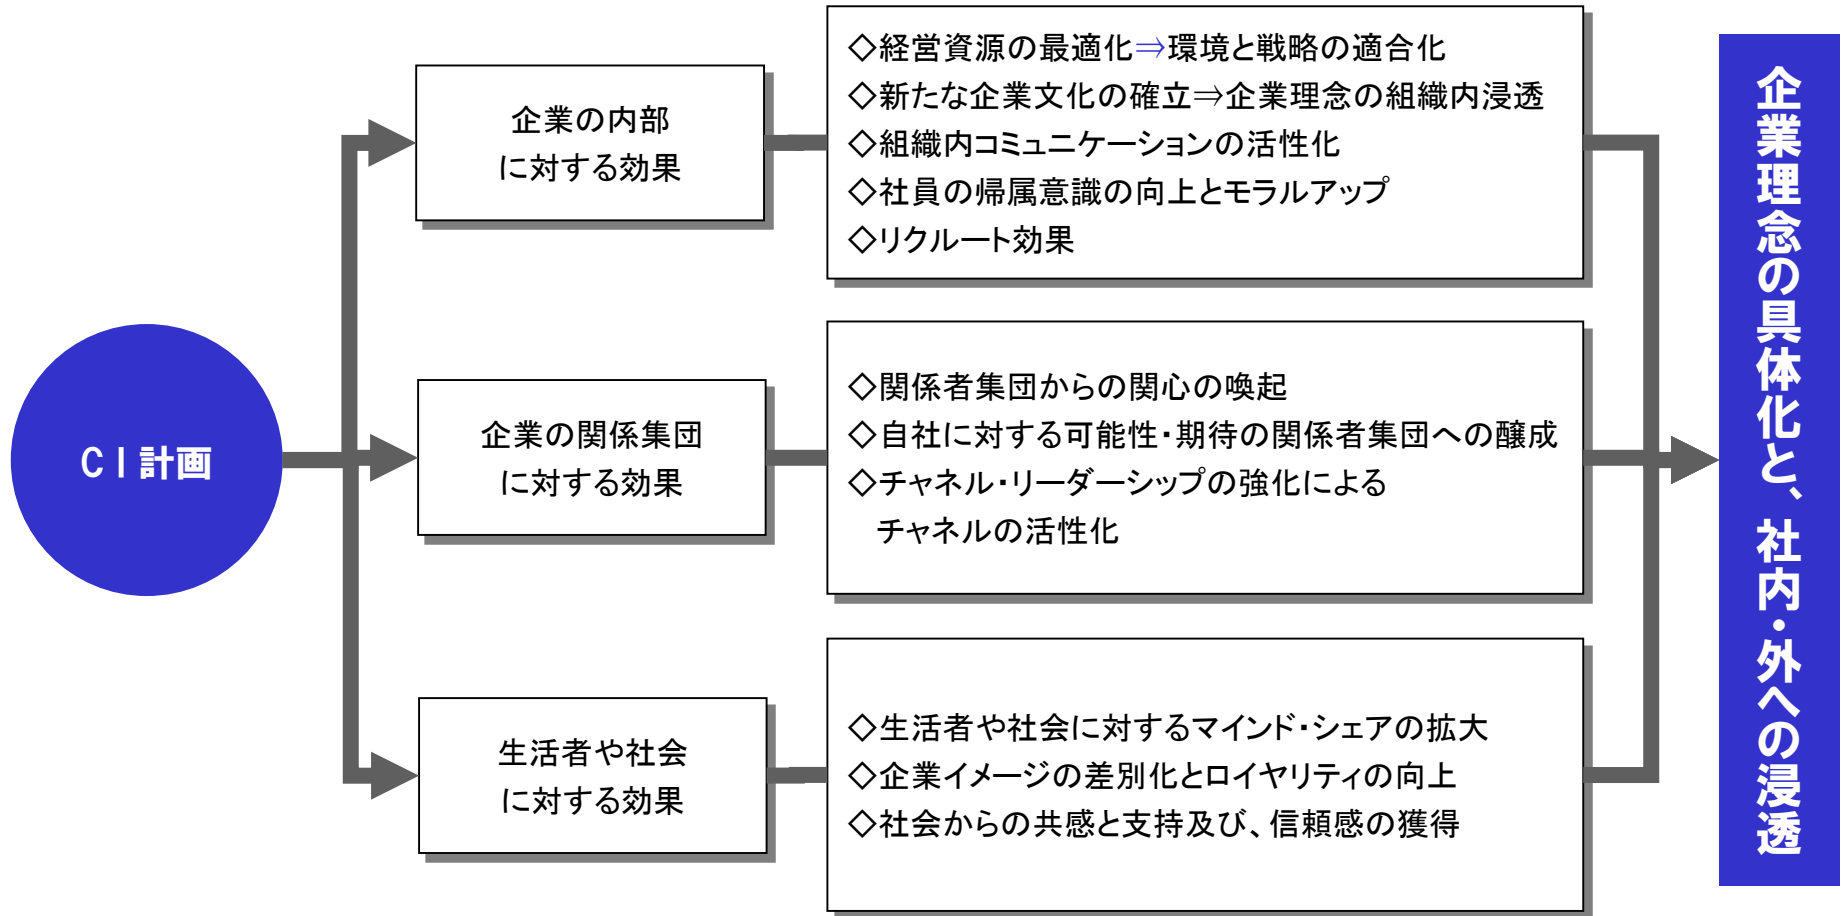 CI計画
企業の内部
に対する効果
◇経営資源の最適化⇒環境と戦略の適合化
◇新たな企業文化の確立⇒企業理念の組織内浸透
◇組織内コミュニケーションの活性化
◇社員の帰属意識の向上とモラルアップ
◇リクルート効果
企業の関係集団
に対する効果
◇関係者集団からの関心の喚起
◇自社に対する可能性・期待の関係者集団への醸成
◇チャネル・リーダーシップの強化による
チャネルの活性化
生活者や社会
に対する効果
◇生活者や社会に対するマインド・シェアの拡大
◇企業イメージの差別化とロイヤリティの向上
◇社会からの共感と支持及び、信頼感の獲得
企業理念の具体化と、社内・外への浸透